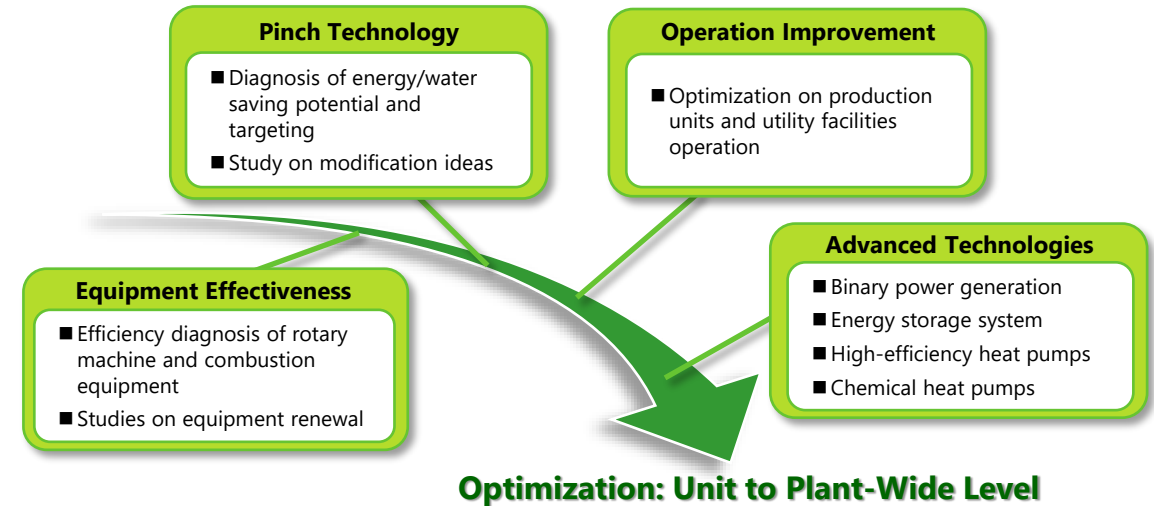 Pinch Technology
■ Diagnosis of energy/water
saving potential and
targeting
■ Study on modification ideas
Operation Improvement
■ Optimization on production
units and utility facilities
operation
Equipment Effectiveness
■ Efficiency diagnosis of rotary
machine and combustion
equipment
■ Studies on equipment renewal
Advanced Technologies
■ Binary power generation
■ Energy storage system
■ High-efficiency heat pumps
■ Chemical heat pumps
Optimization: Unit to Plant-Wide Level